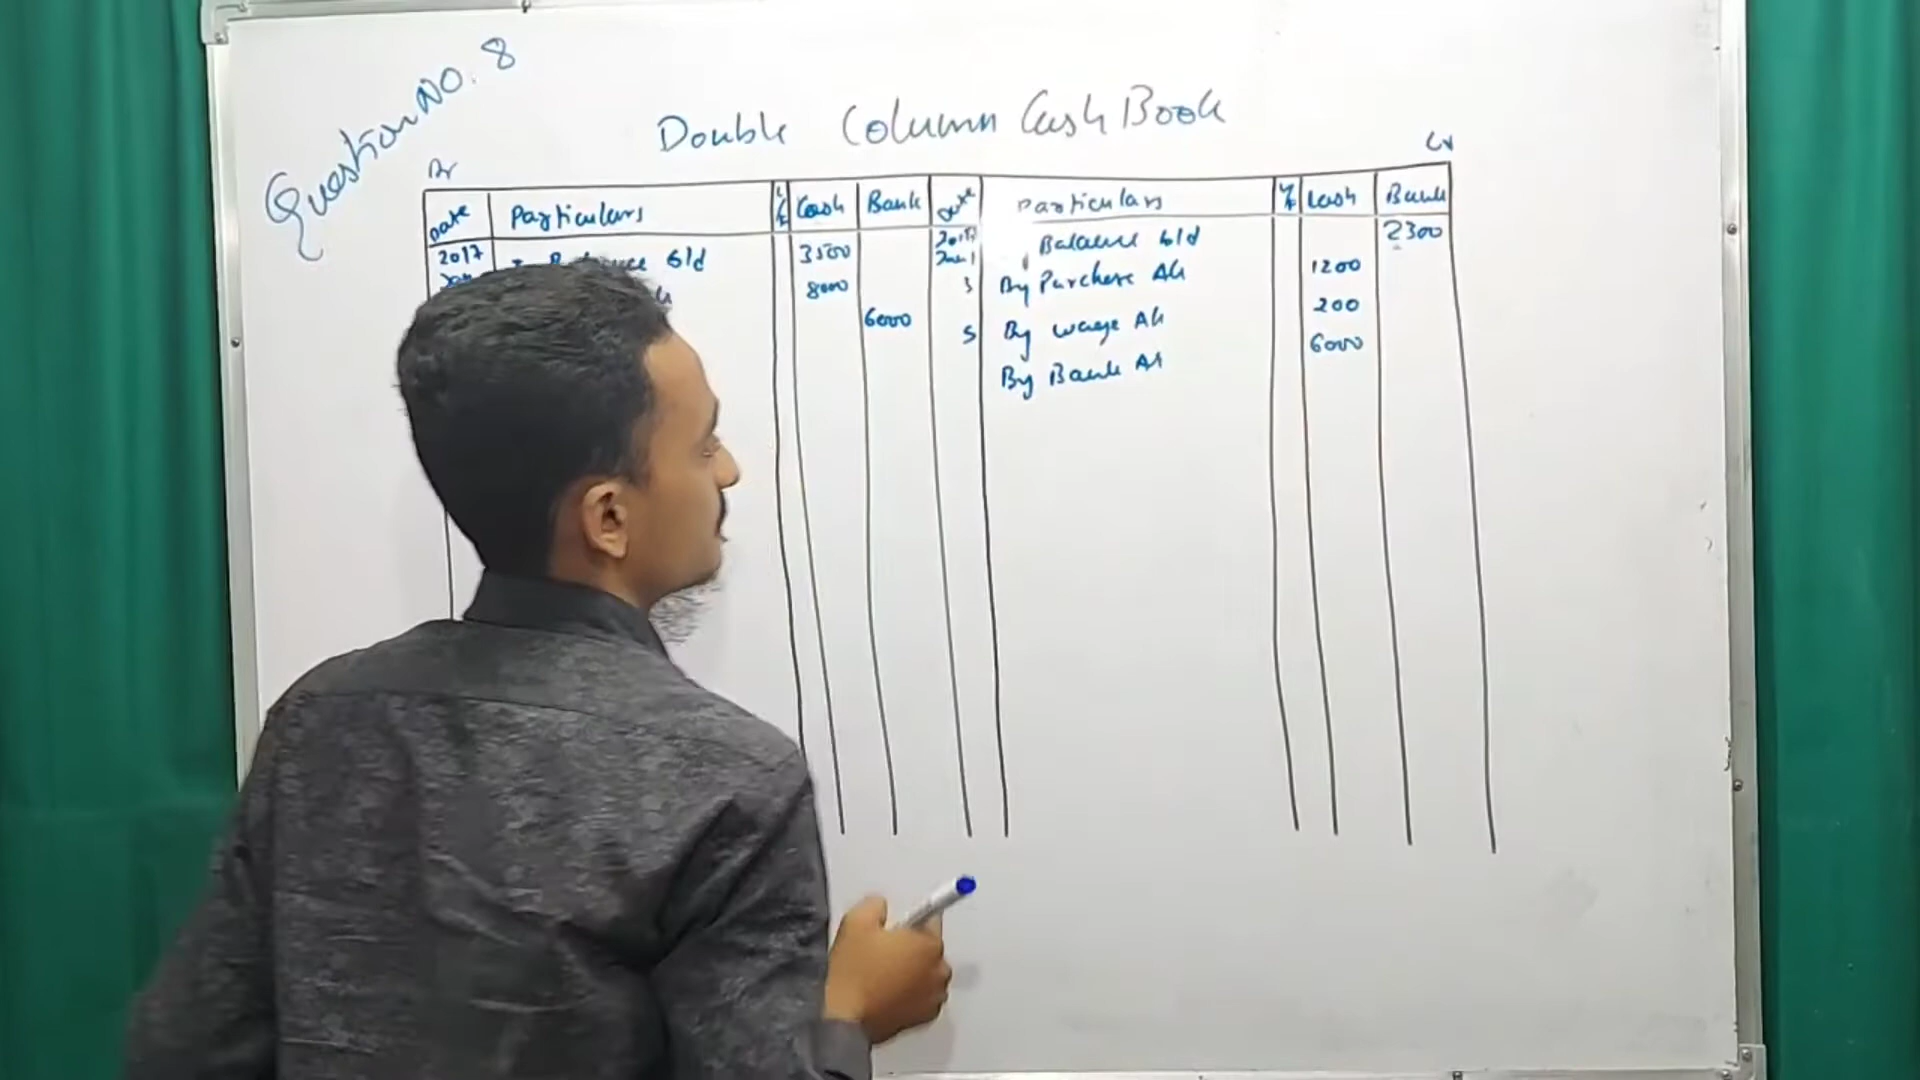 Question NO. 8
Double Column Cash Book
Dr
Cr
Date Particulars L/F Cash Bank Date Particulars L/F Cash Bank
2017 b/d 3500 2017 Balance b/d 2300
8000 Jan 1
3 By Purchase A/c 1200
6000 5 By wage A/c 200
By Bank A/c 6000